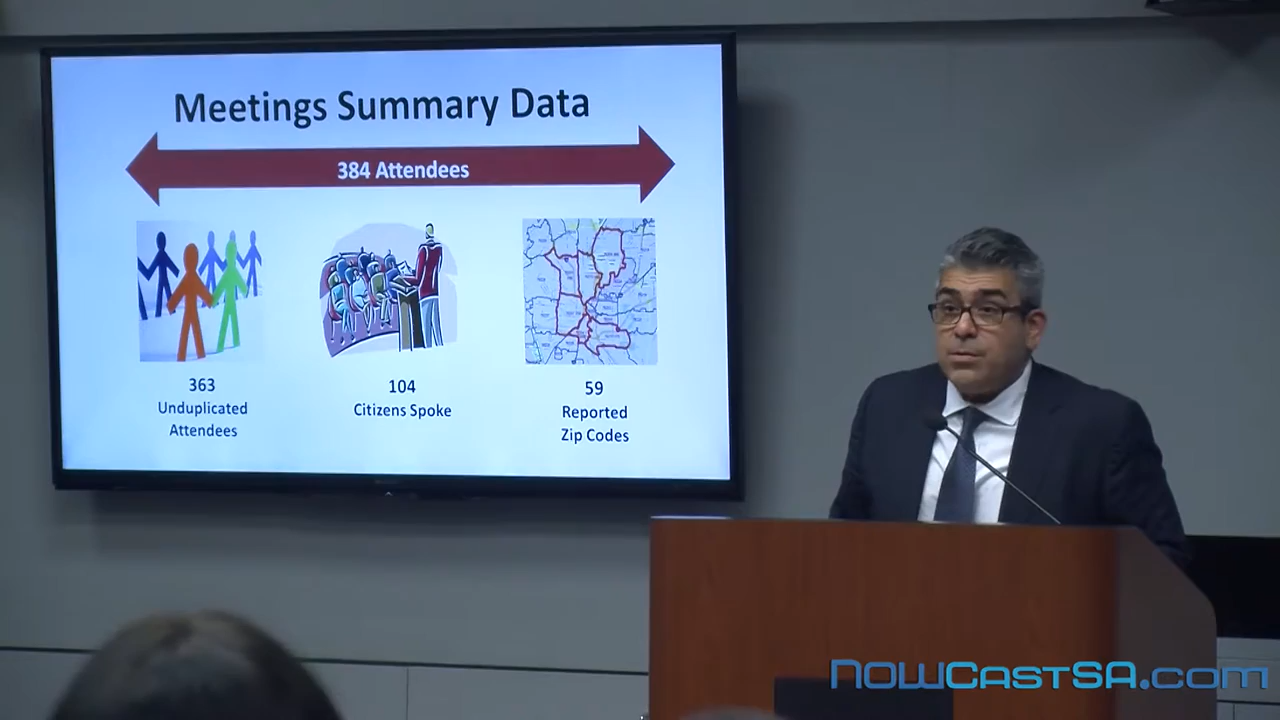 Meetings Summary Data
384 Attendees
363
Unduplicated
Attendees
104
Citizens Spoke
59
Reported
Zip Codes
NOWCASTSA.com